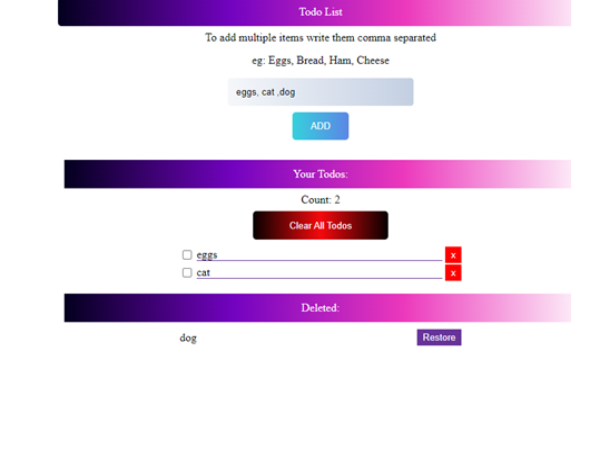 Todo List
To add multiple items write them comma separated
eg: Eggs, Bread, Ham, Cheese
eggs, cat ,dog
ADD
Your Todos:
Count: 2
Clear All Todos
eggs x
cat x
Deleted:
dog Restore